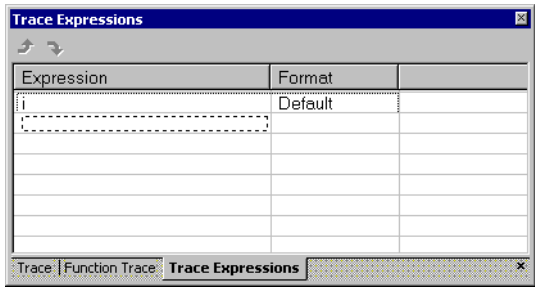 Trace Expressions
Expression Format
i Default
Trace Function Trace Trace Expressions